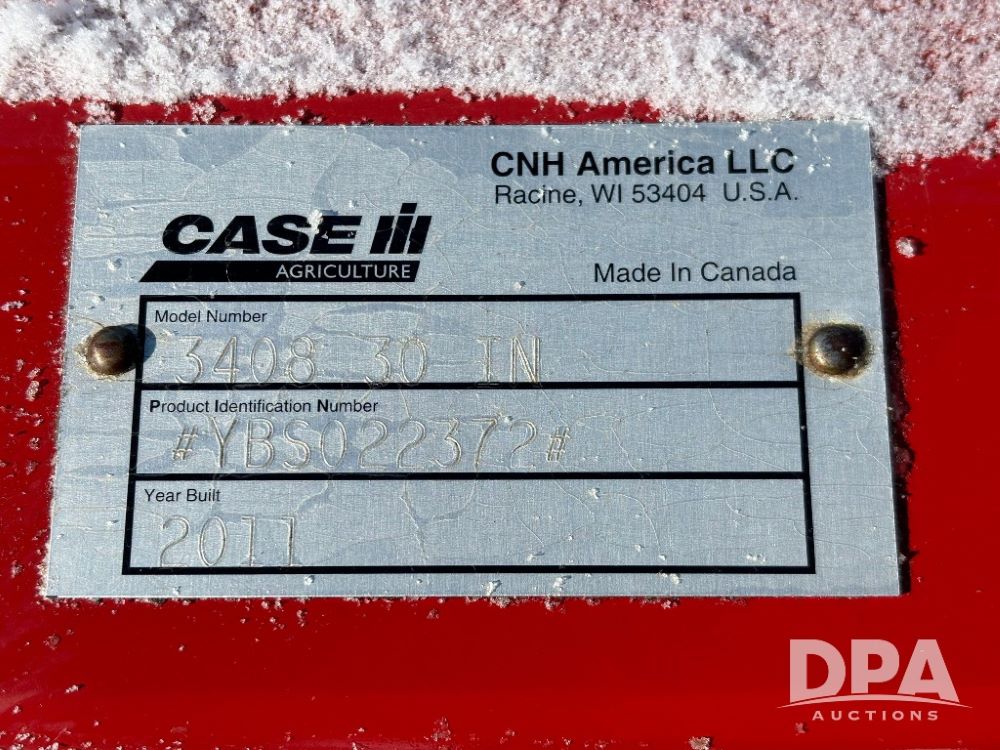 CNH America LLC
Racine, WI 53404 U.S.A.
CASE IH
AGRICULTURE
Made In Canada
Model Number
3408 30 IN
Product Identification Number
#YBS022372#
Year Built
2011
DPA
AUCTIONS